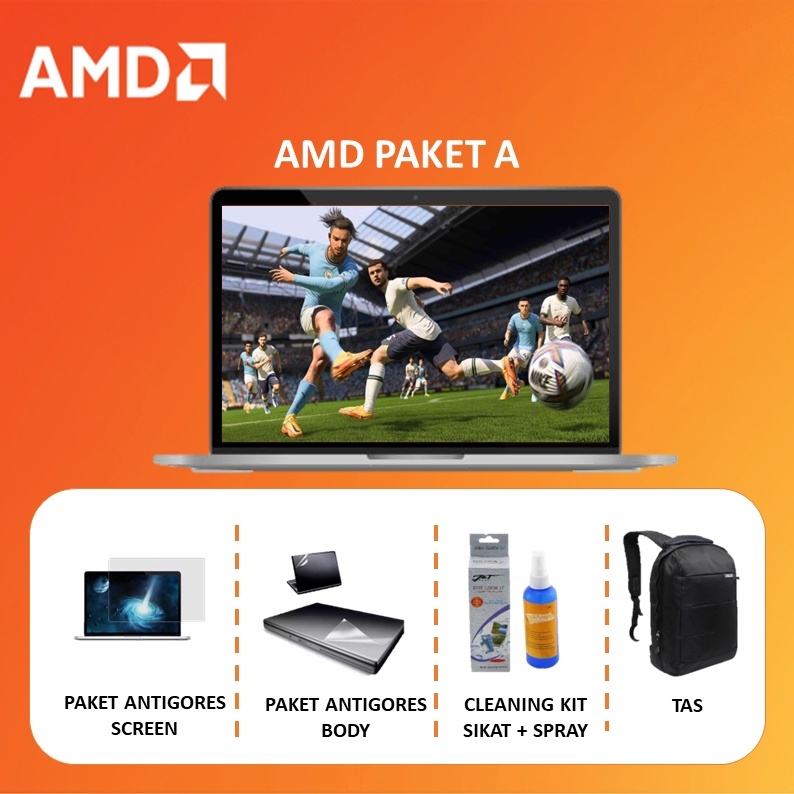 AMD
AMD PAKET A
PAKET ANTIGORES
SCREEN
PAKET ANTIGORES
BODY
CLEANING KIT
SIKAT + SPRAY
TAS